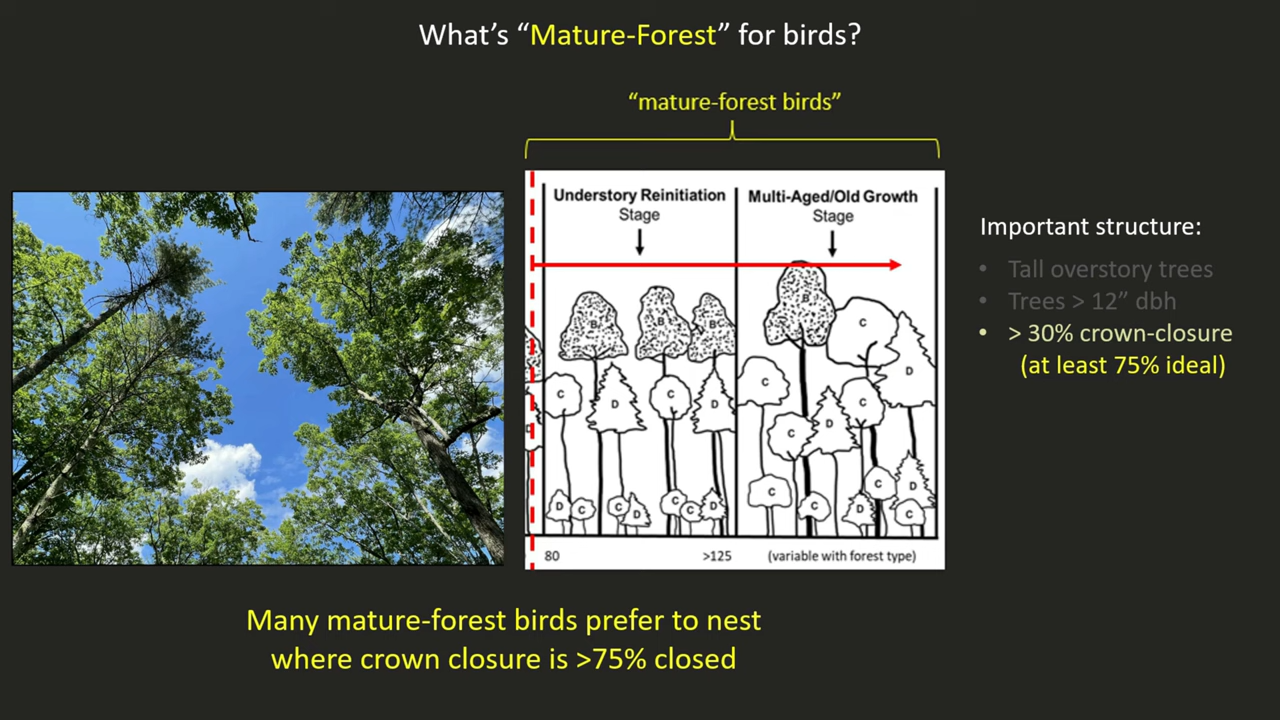 What's “Mature-Forest” for birds?
“mature-forest birds”
Understory Reinitiation
Stage
Multi-Aged/Old Growth
Stage
B
B
B
B
C
D
C
D
C
D
C
C
D
C
D
D
C
C
D
C
C
D
C
C
D
D
C
80
>125
(variable with forest type)
Important structure:
• Tall overstory trees
• Trees > 12” dbh
• > 30% crown-closure
(at least 75% ideal)
Many mature-forest birds prefer to nest
where crown closure is >75% closed